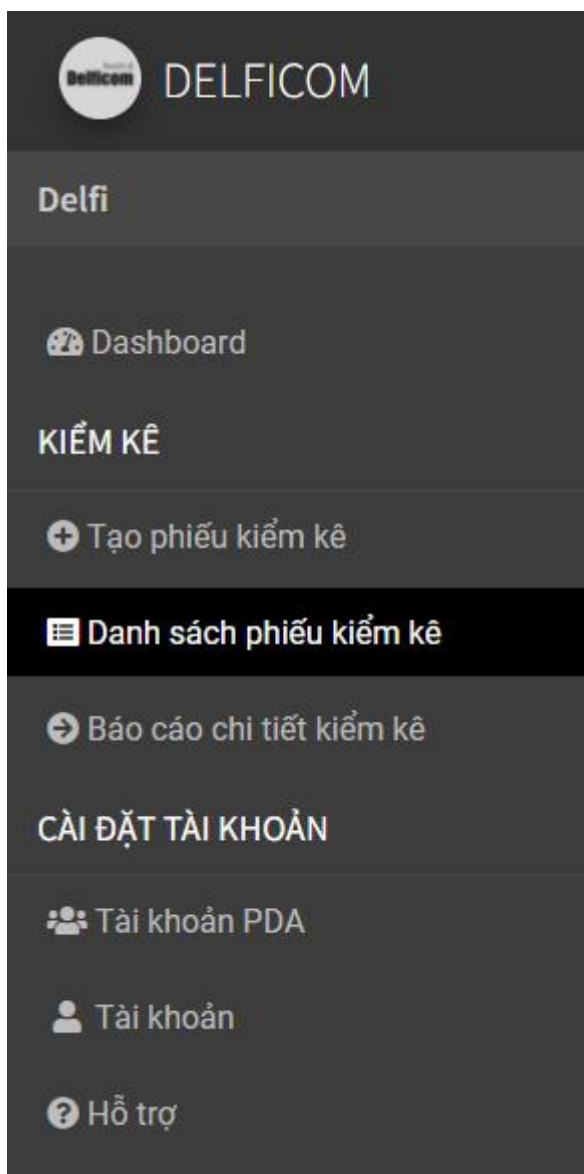 Delficom
DELFICOM
Delfi
Dashboard
KIỂM KÊ
Tạo phiếu kiểm kê
Danh sách phiếu kiểm kê
Báo cáo chi tiết kiểm kê
CÀI ĐẶT TÀI KHOẢN
Tài khoản PDA
Tài khoản
Hỗ trợ